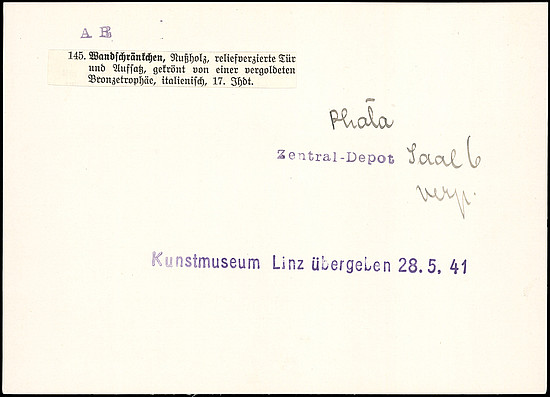 A R
145. Wandschränkchen, Nußholz, reliefverzierte Tür
und Aufsatz, gekrönt von einer vergoldeten
Bronzetrophäe, italienisch, 17. Jhdt.
Zentral-Depot Saal 6
verp.
Kunstmuseum Linz übergeben 28. 5. 41